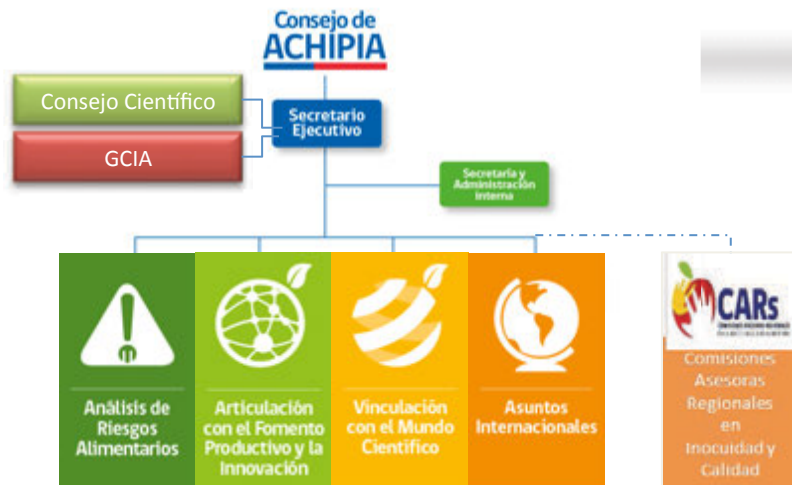 Consejo de
ACHIPIA
Consejo Científico
GCIA
Secretario
Ejecutivo
Secretaría y
Administración
interna
Análisis de
Riesgos
Alimentarios
Articulación
con el Fomento
Productivo y la
Innovación
Vinculación
con el Mundo
Científico
Asuntos
Internacionales
CARs
Comisiones
Asesoras
Regionales
en
Inocuidad y
Calidad